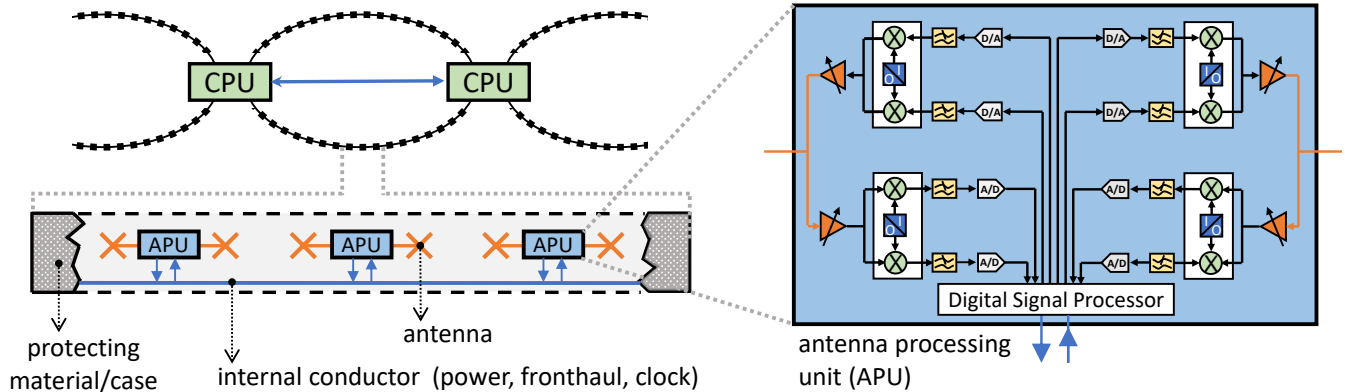 CPU
CPU
APU
APU
APU
antenna
protecting
material/case
internal conductor (power, fronthaul, clock)
D/A
D/A
D/A
D/A
I
Q
I
Q
A/D
A/D
A/D
A/D
I
Q
I
Q
Digital Signal Processor
antenna processing
unit (APU)